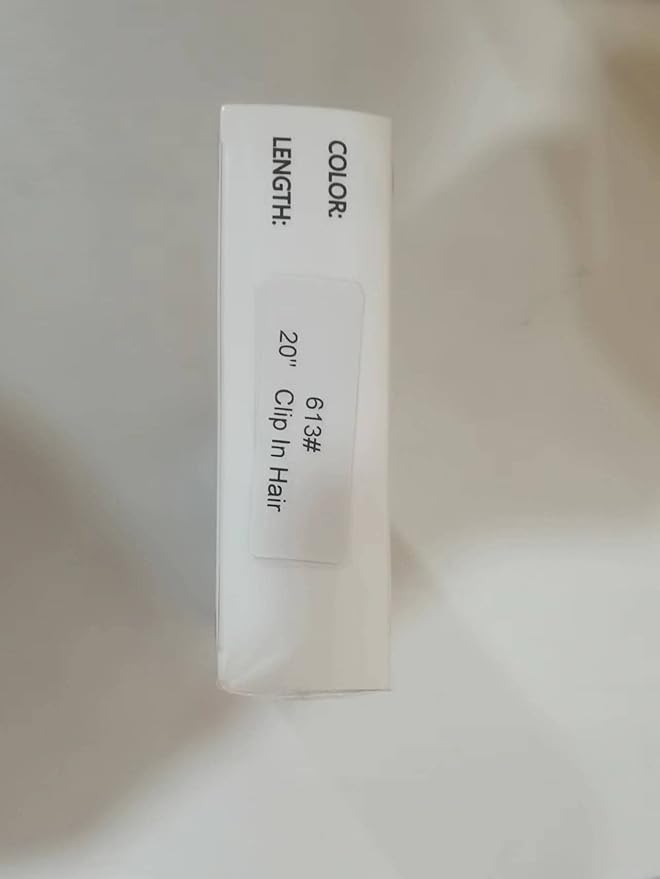 COLOR:
LENGTH:
613#
20" Clip In Hair